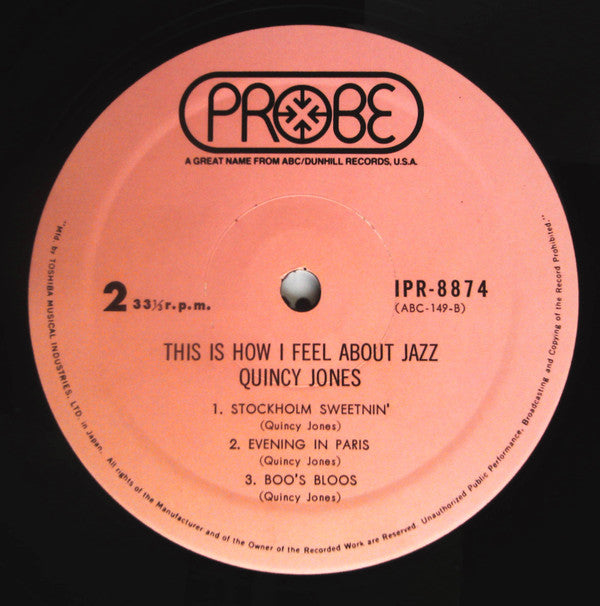 PROBE
A GREAT NAME FROM ABC/DUNHILL RECORDS, U.S.A.
2 33⅓ r.p.m.
IPR-8874
(ABC-149-B)
THIS IS HOW I FEEL ABOUT JAZZ
QUINCY JONES
1. STOCKHOLM SWEETNIN'
(Quincy Jones)
2. EVENING IN PARIS
(Quincy Jones)
3. BOO'S BLOOS
(Quincy Jones)
"Mfd. by TOSHIBA MUSICAL INDUSTRIES, LTD. in Japan. All rights of the Manufacturer and of the Owner of the Recorded Work are Reserved. Unauthorized Public Performance, Broadcasting and Copying of the Record Prohibited."